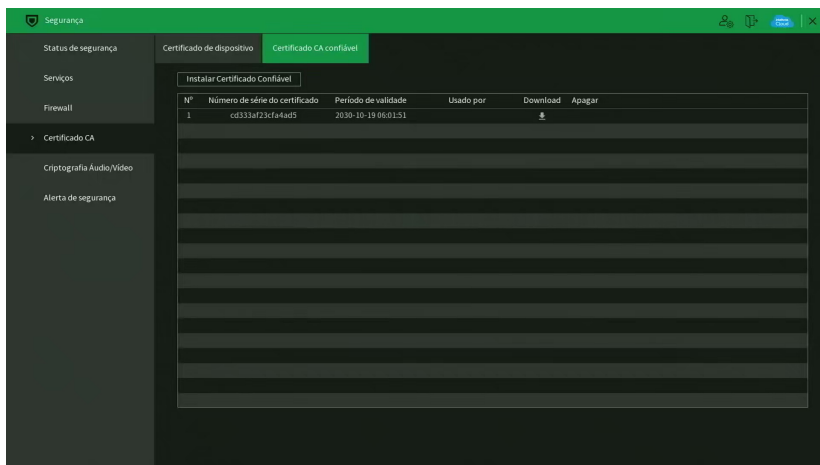 Segurança
Cloud
Status de segurança
Serviços
Firewall
> Certificado CA
Criptografia Áudio/Vídeo
Alerta de segurança
Certificado de dispositivo Certificado CA confiável
Instalar Certificado Confiável
Nº Número de série do certificado Período de validade Usado por Download Apagar
1 cd333af23cfa4ad5 2030-10-19 06:01:51